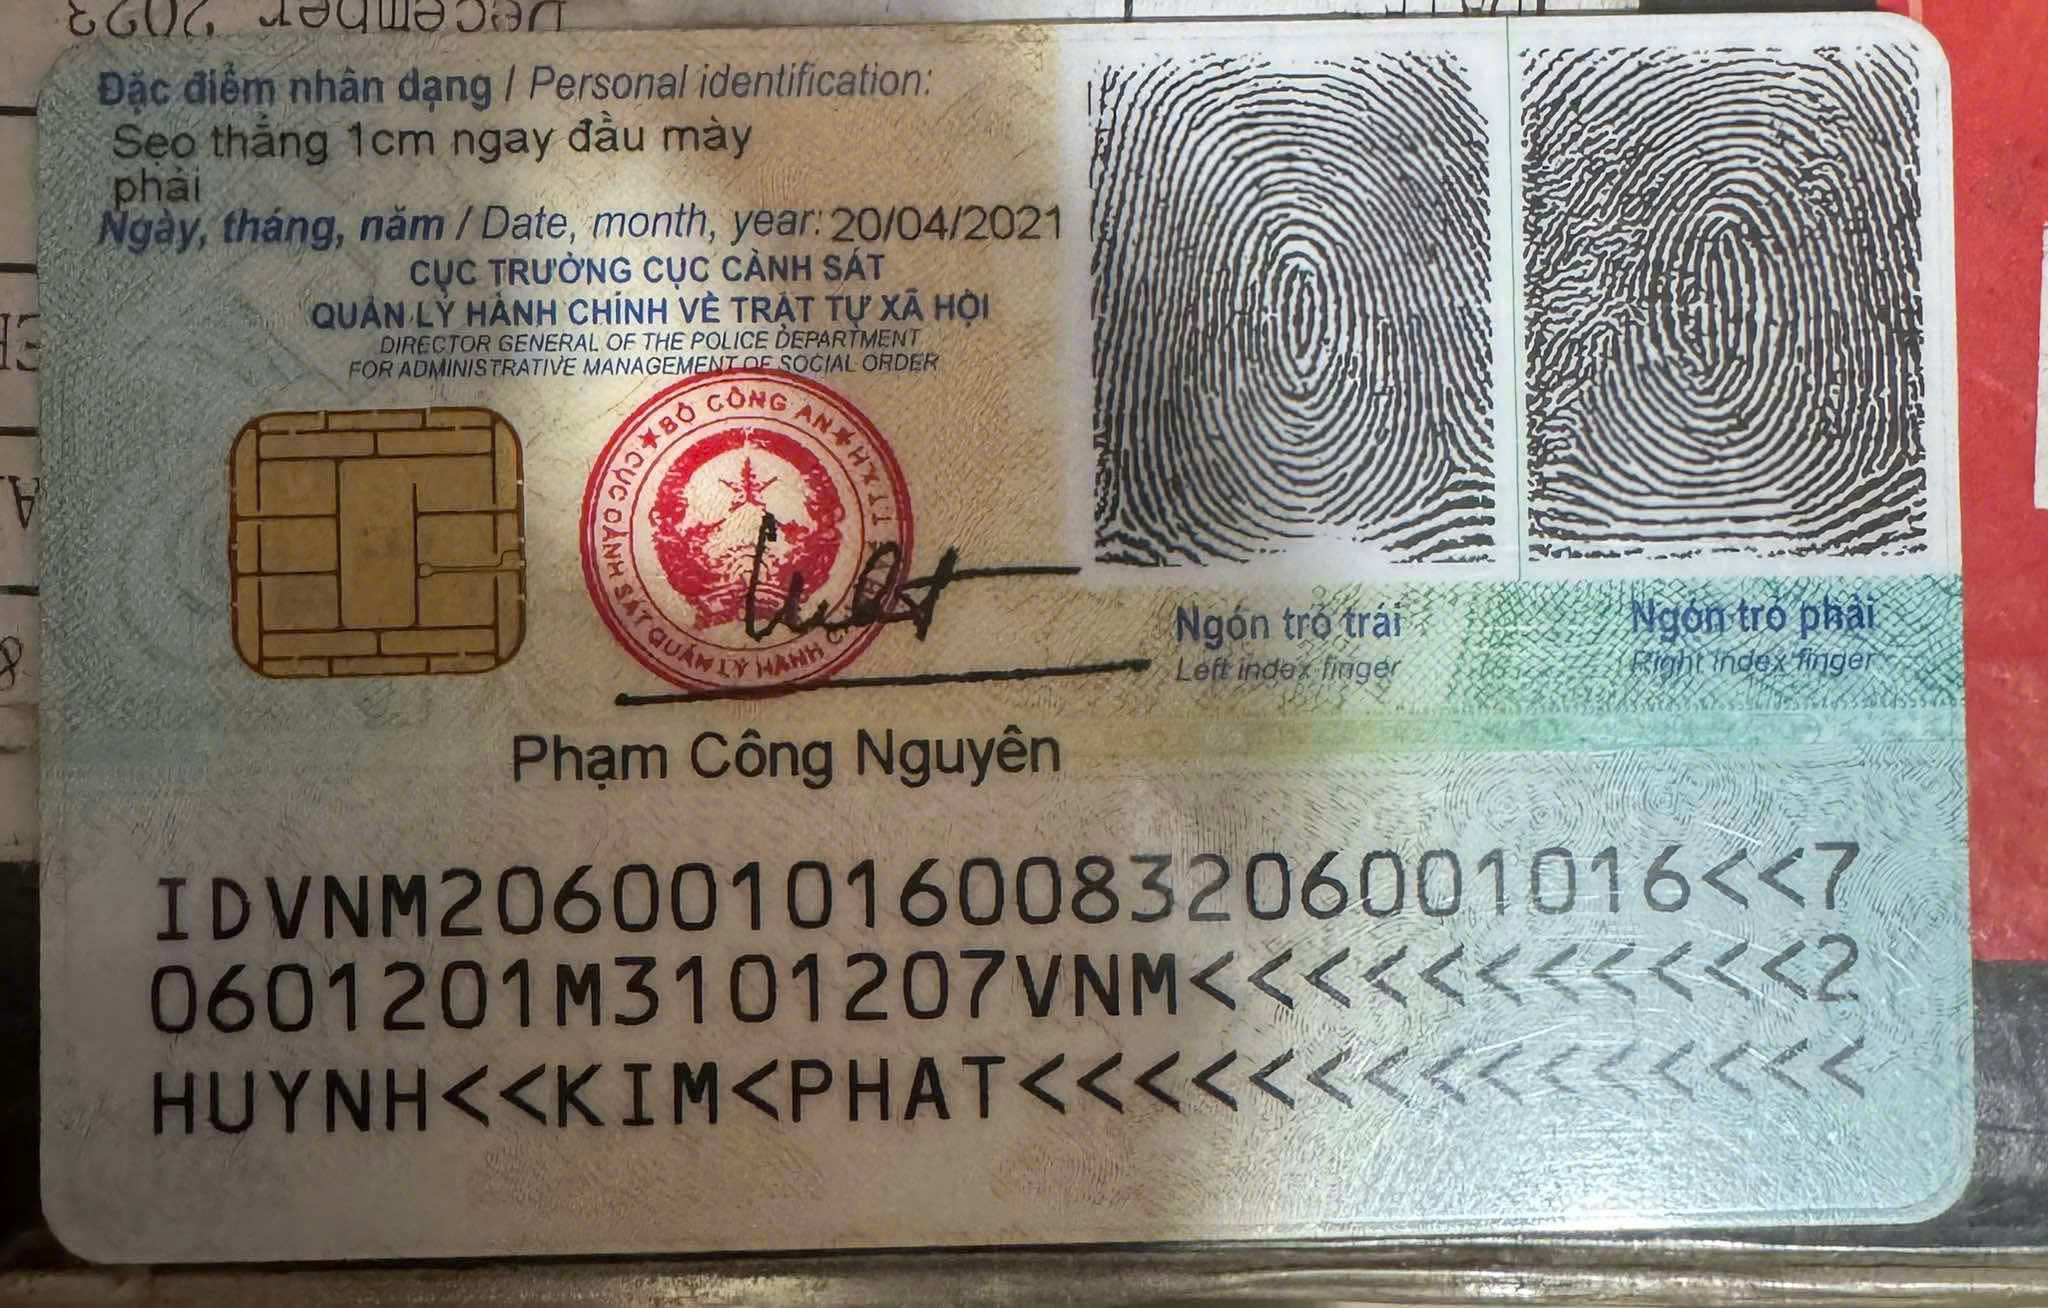 December 2023
Đặc điểm nhân dạng / Personal identification:
Sẹo thẳng 1cm ngay đầu mày
phải
Ngày, tháng, năm / Date, month, year: 20/04/2021
CỤC TRƯỞNG CỤC CẢNH SÁT
QUẢN LÝ HÀNH CHÍNH VỀ TRẬT TỰ XÃ HỘI
DIRECTOR GENERAL OF THE POLICE DEPARTMENT
FOR ADMINISTRATIVE MANAGEMENT OF SOCIAL ORDER
BỘ CÔNG AN
CỤC CẢNH SÁT QUẢN LÝ HÀNH
Phạm Công Nguyên
Ngón trỏ trái
Left index finger
Ngón trỏ phải
Right index finger
IDVNM2060010160083206001016<<7
0601201M3101207VNM<<<<<<<<<<<2
HUYNH<<KIM<PHAT<<<<<<<<<<<<<<<